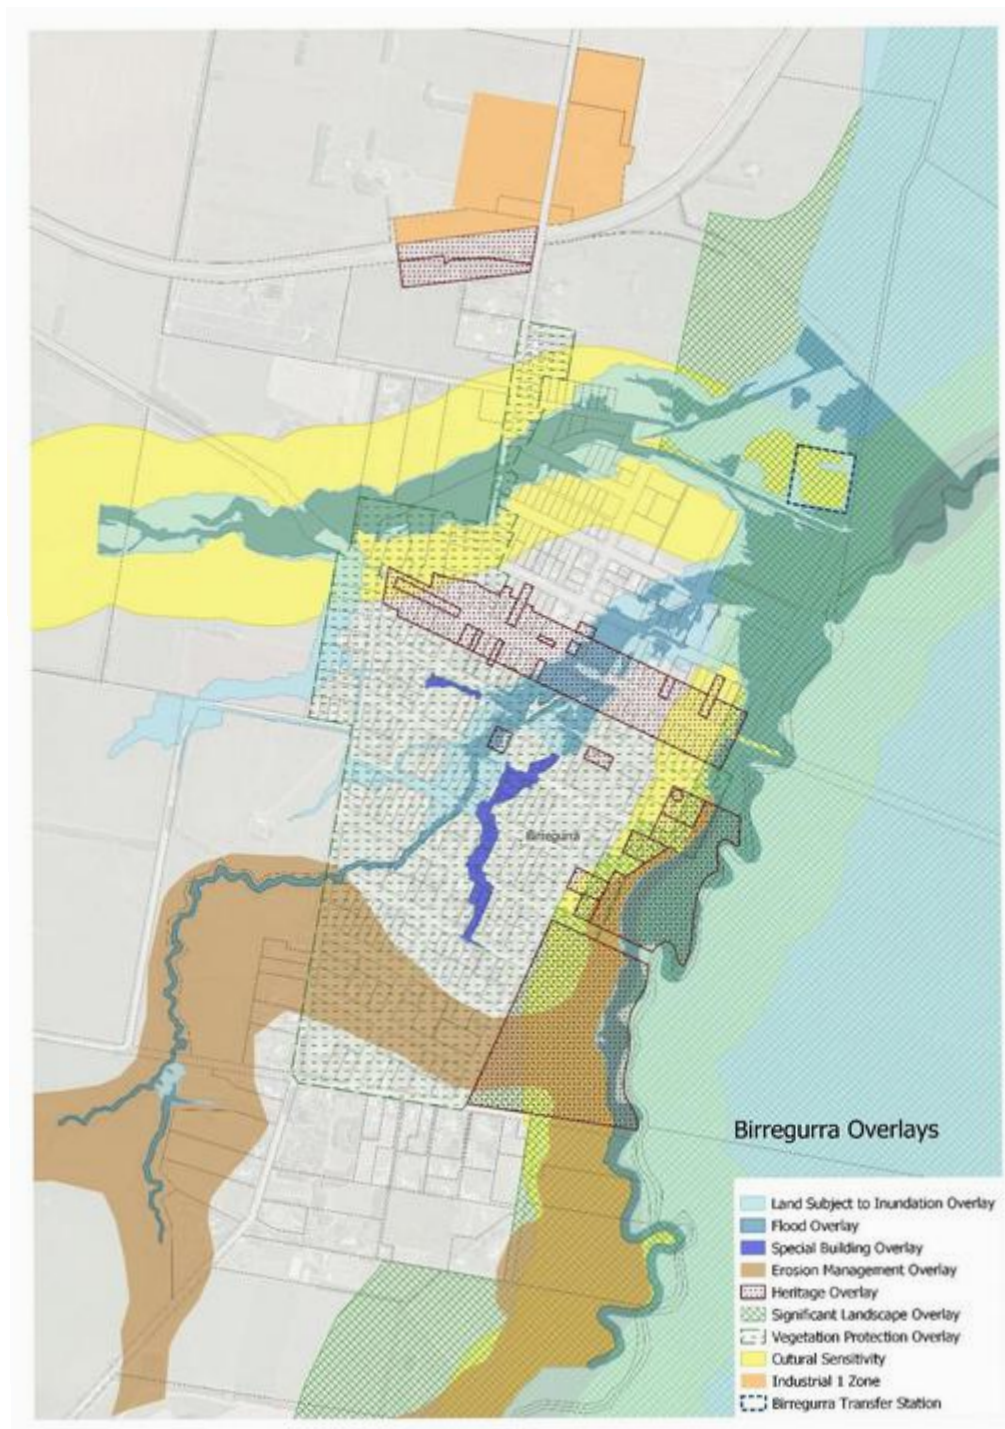 Birregurra
Birregurra Overlays
Land Subject to Inundation Overlay
Flood Overlay
Special Building Overlay
Erosion Management Overlay
Heritage Overlay
Significant Landscape Overlay
Vegetation Protection Overlay
Cutural Sensitivity
Industrial 1 Zone
Birregurra Transfer Station